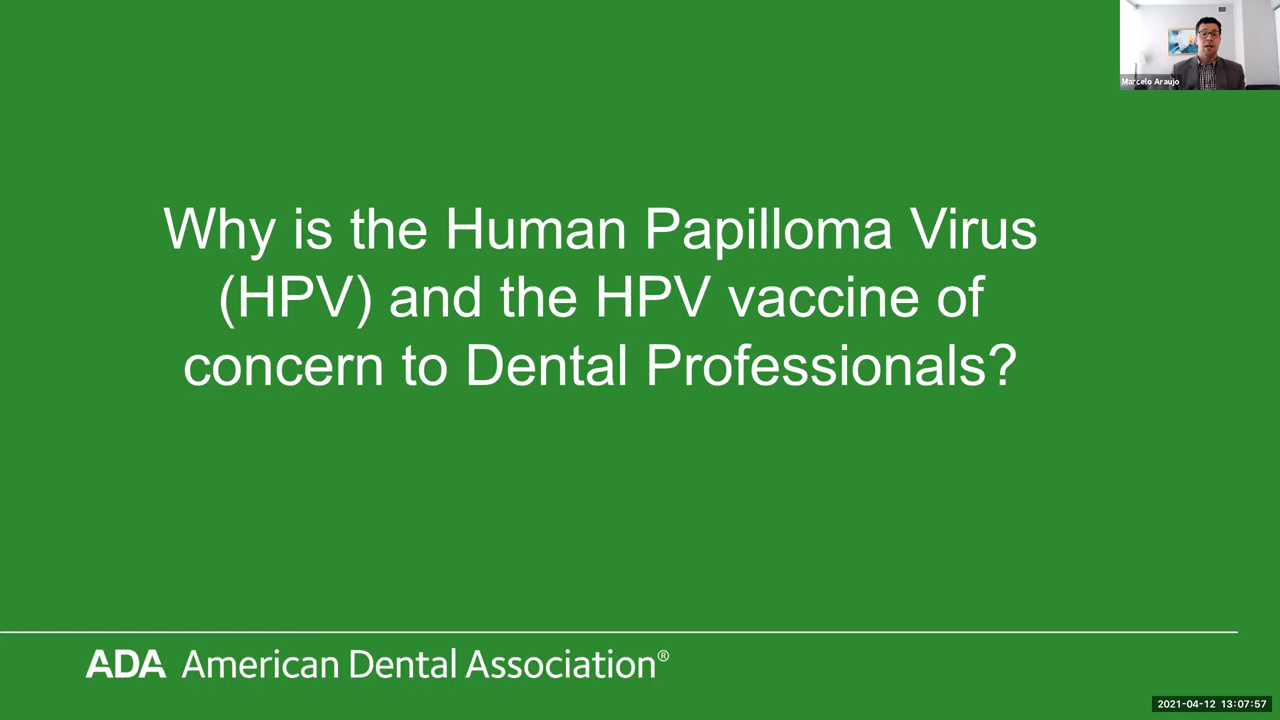 Marcelo Araujo
Why is the Human Papilloma Virus
(HPV) and the HPV vaccine of
concern to Dental Professionals?
ADA American Dental Association®
2021-04-12 13:07:57